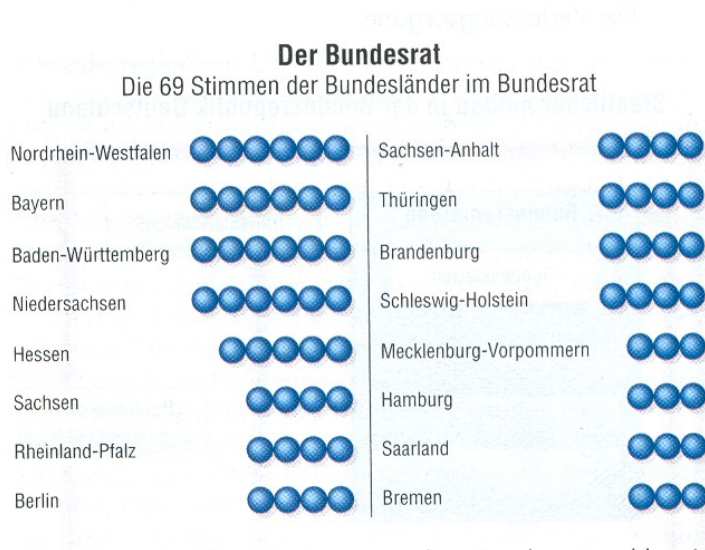 Der Bundesrat
Die 69 Stimmen der Bundesländer im Bundesrat
Nordrhein-Westfalen
Bayern
Baden-Württemberg
Niedersachsen
Hessen
Sachsen
Rheinland-Pfalz
Berlin
Sachsen-Anhalt
Thüringen
Brandenburg
Schleswig-Holstein
Mecklenburg-Vorpommern
Hamburg
Saarland
Bremen